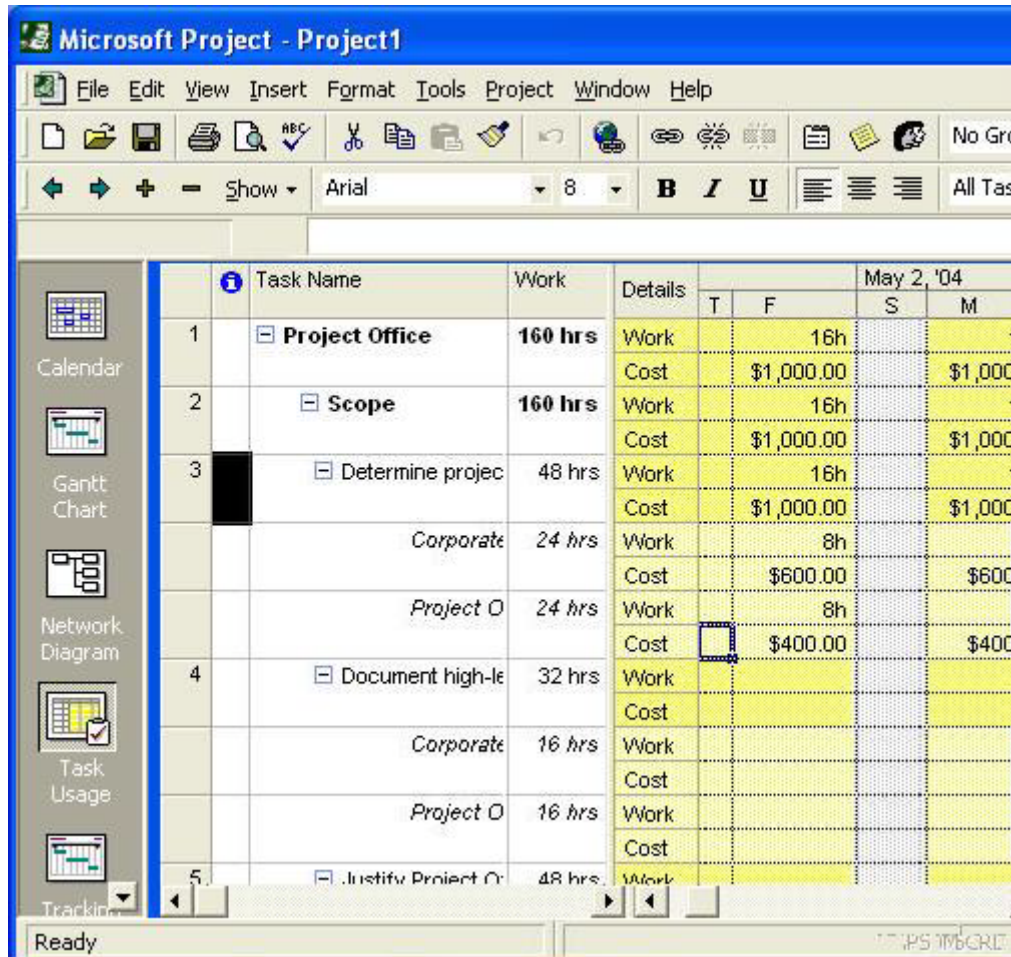 Microsoft Project - Project1
File Edit View Insert Format Tools Project Window Help
ABC No Gro
Show Arial 8 B I U All Tas
Task Name Work Details May 2, '04
T F S M
1 Project Office 160 hrs Work 16h
Calendar Cost $1,000.00 $1,000
2 Scope 160 hrs Work 16h
Cost $1,000.00 $1,000
3 Determine projec 48 hrs Work 16h
Gantt Chart Cost $1,000.00 $1,000
Corporate 24 hrs Work 8h
Cost $600.00 $600
Network Diagram Project O 24 hrs Work 8h
Cost $400.00 $400
4 Document high-le 32 hrs Work
Cost
Corporate 16 hrs Work
Task Usage Cost
Project O 16 hrs Work
Cost
5 Justify Project O 48 hrs Work
Trackin
Ready